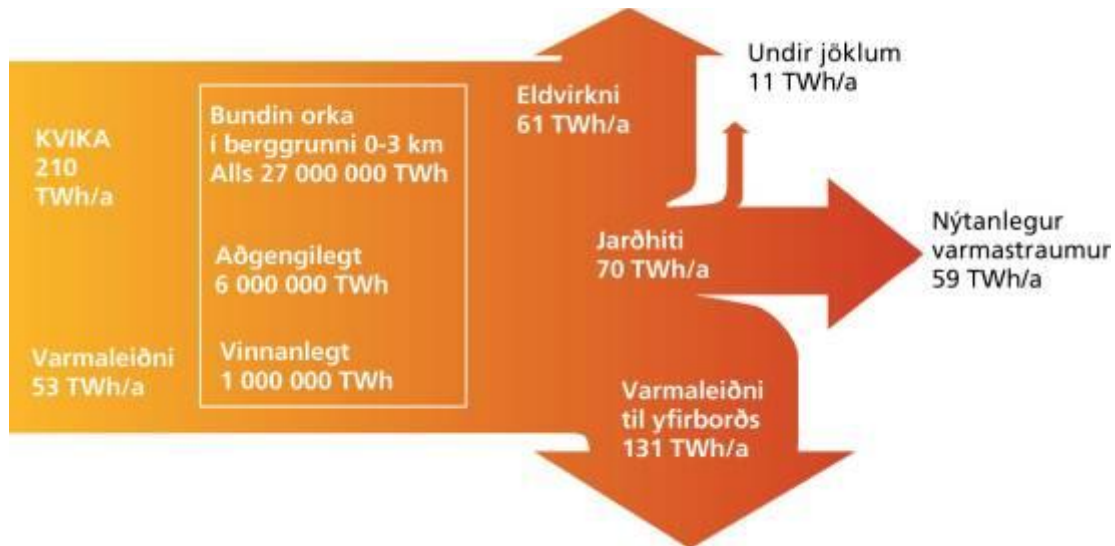 KVIKA
210
TWh/a
Varmaleiðni
53 TWh/a
Bundin orka
í berggrunni 0-3 km
Alls 27 000 000 TWh
Aðgengilegt
6 000 000 TWh
Vinnanlegt
1 000 000 TWh
Eldvirkni
61 TWh/a
Undir jöklum
11 TWh/a
Jarðhiti
70 TWh/a
Nýtanlegur
varmastraumur
59 TWh/a
Varmaleiðni
til yfirborðs
131 TWh/a